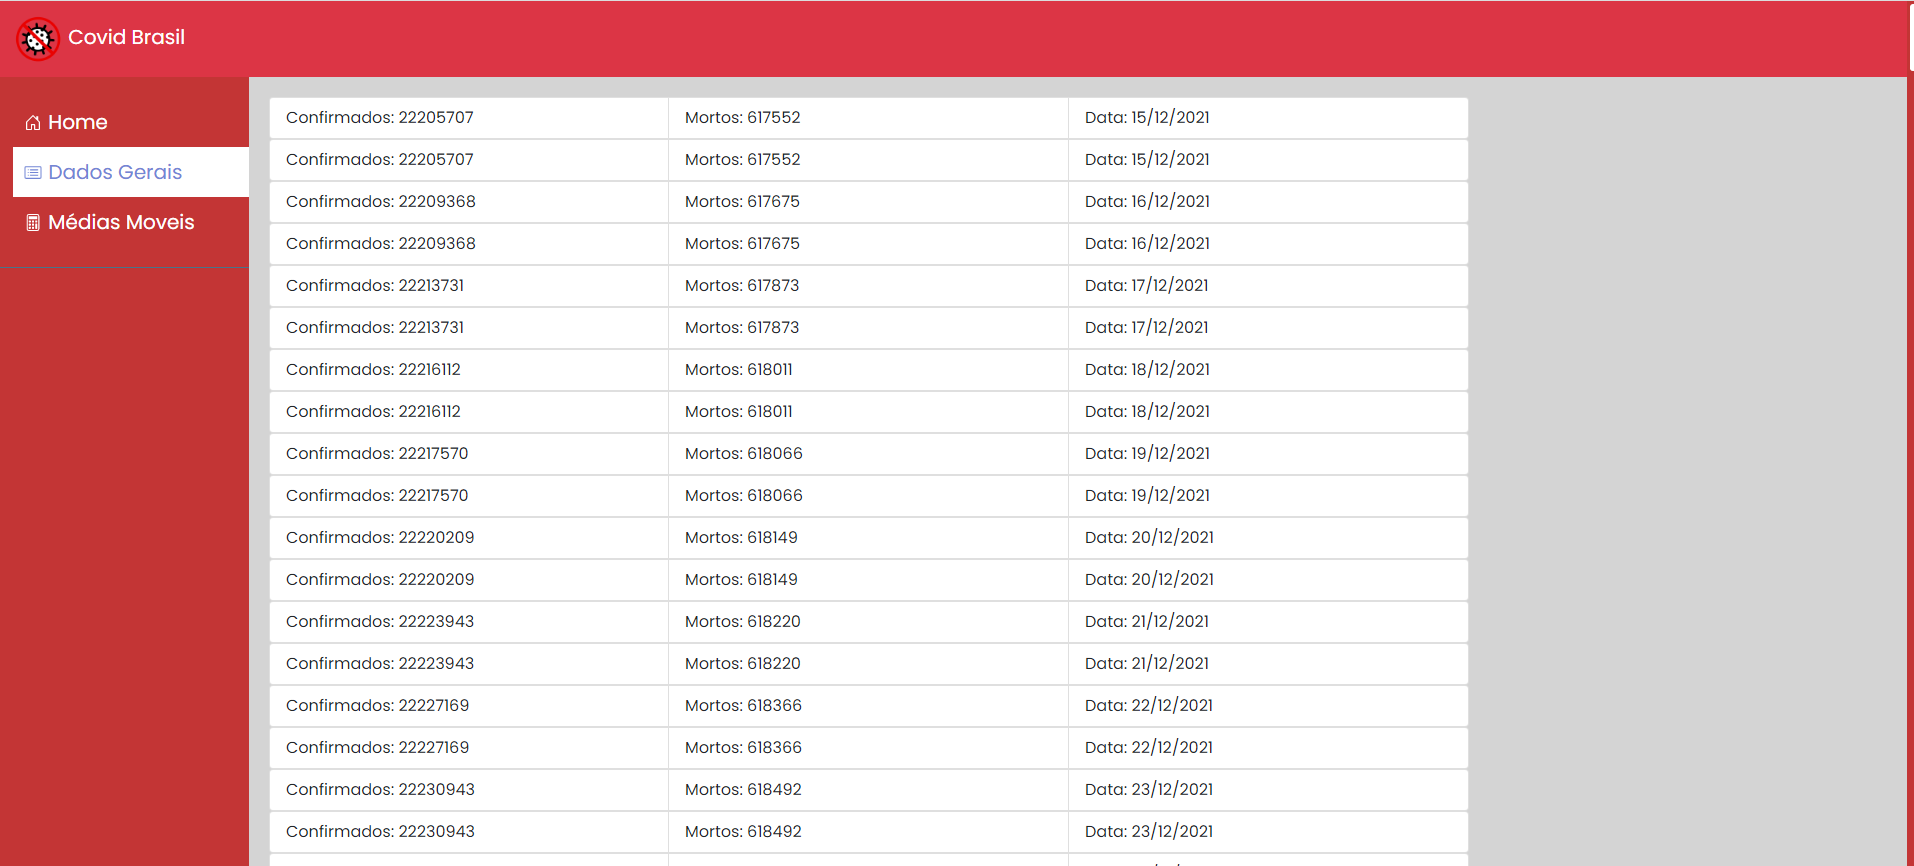 Covid Brasil
Home
Dados Gerais
Médias Moveis
Confirmados: 22205707 Mortos: 617552 Data: 15/12/2021
Confirmados: 22205707 Mortos: 617552 Data: 15/12/2021
Confirmados: 22209368 Mortos: 617675 Data: 16/12/2021
Confirmados: 22209368 Mortos: 617675 Data: 16/12/2021
Confirmados: 22213731 Mortos: 617873 Data: 17/12/2021
Confirmados: 22213731 Mortos: 617873 Data: 17/12/2021
Confirmados: 22216112 Mortos: 618011 Data: 18/12/2021
Confirmados: 22216112 Mortos: 618011 Data: 18/12/2021
Confirmados: 22217570 Mortos: 618066 Data: 19/12/2021
Confirmados: 22217570 Mortos: 618066 Data: 19/12/2021
Confirmados: 22220209 Mortos: 618149 Data: 20/12/2021
Confirmados: 22220209 Mortos: 618149 Data: 20/12/2021
Confirmados: 22223943 Mortos: 618220 Data: 21/12/2021
Confirmados: 22223943 Mortos: 618220 Data: 21/12/2021
Confirmados: 22227169 Mortos: 618366 Data: 22/12/2021
Confirmados: 22227169 Mortos: 618366 Data: 22/12/2021
Confirmados: 22230943 Mortos: 618492 Data: 23/12/2021
Confirmados: 22230943 Mortos: 618492 Data: 23/12/2021